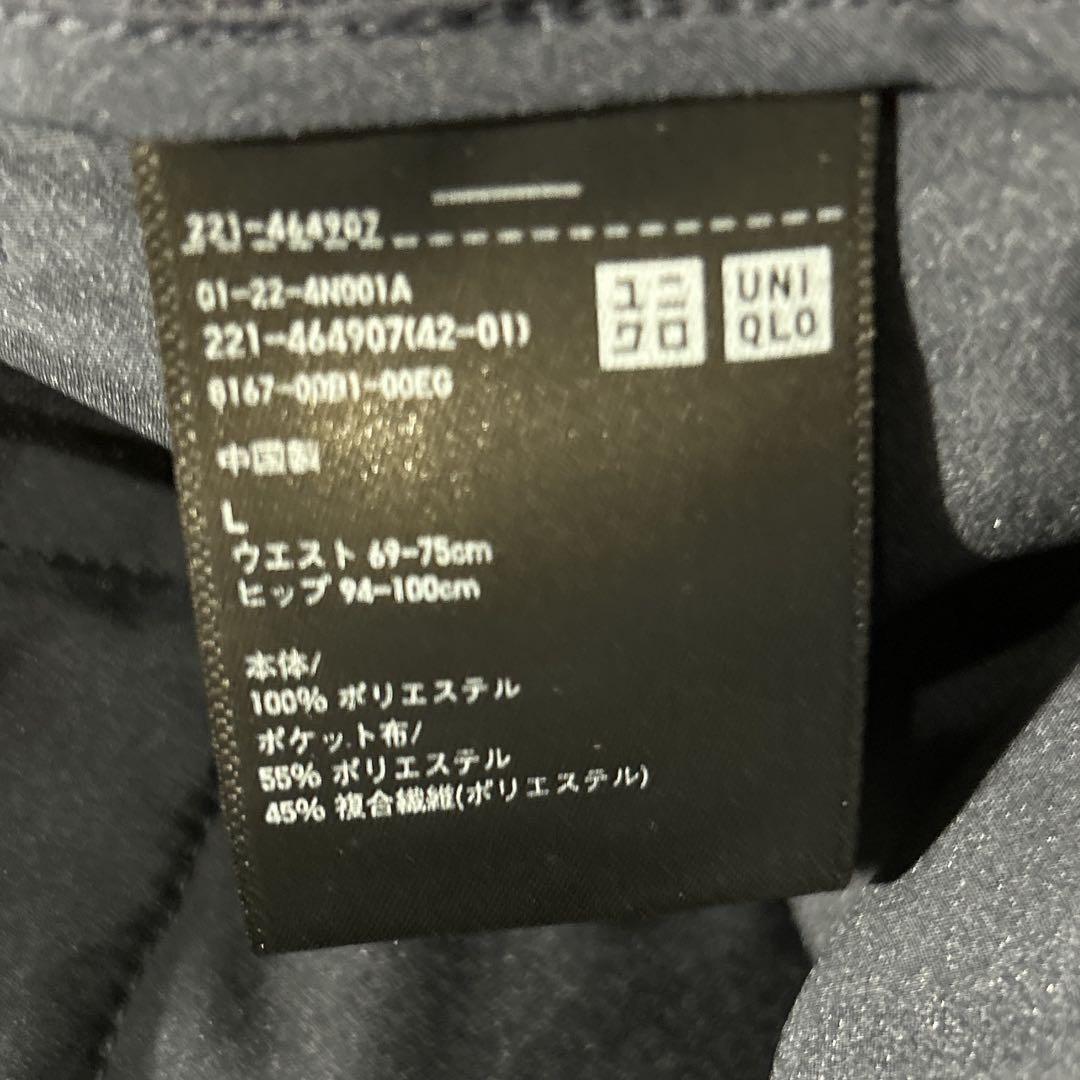 221-464907
01-22-4N001A
221-464907(42-01)
0167-00B1-00EG
ユニ
クロ
UNI
QLO
中国製
L
ウエスト 69-75cm
ヒップ 94-100cm
本体/
100% ポリエステル
ポケット布/
55% ポリエステル
45% 複合繊維(ポリエステル)